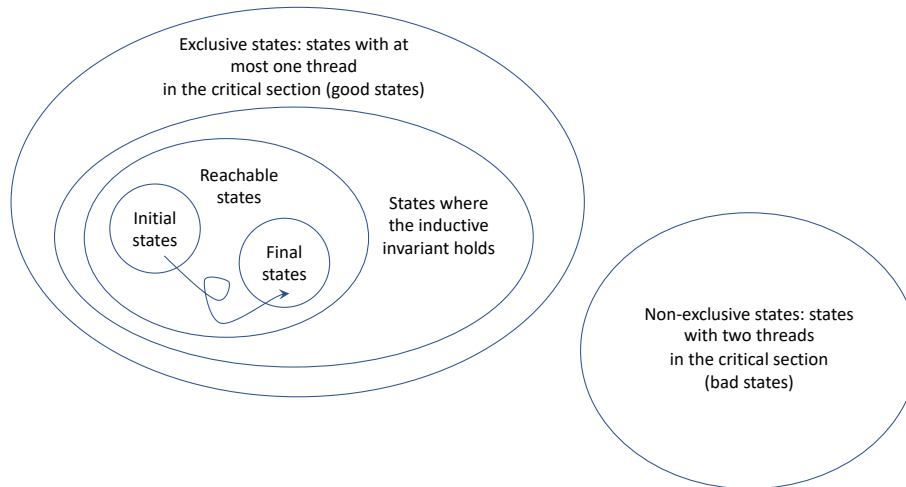 Exclusive states: states with at
most one thread
in the critical section (good states)
Reachable
states
Initial
states
States where
the inductive
invariant holds
Final
states
Non-exclusive states: states
with two threads
in the critical section
(bad states)